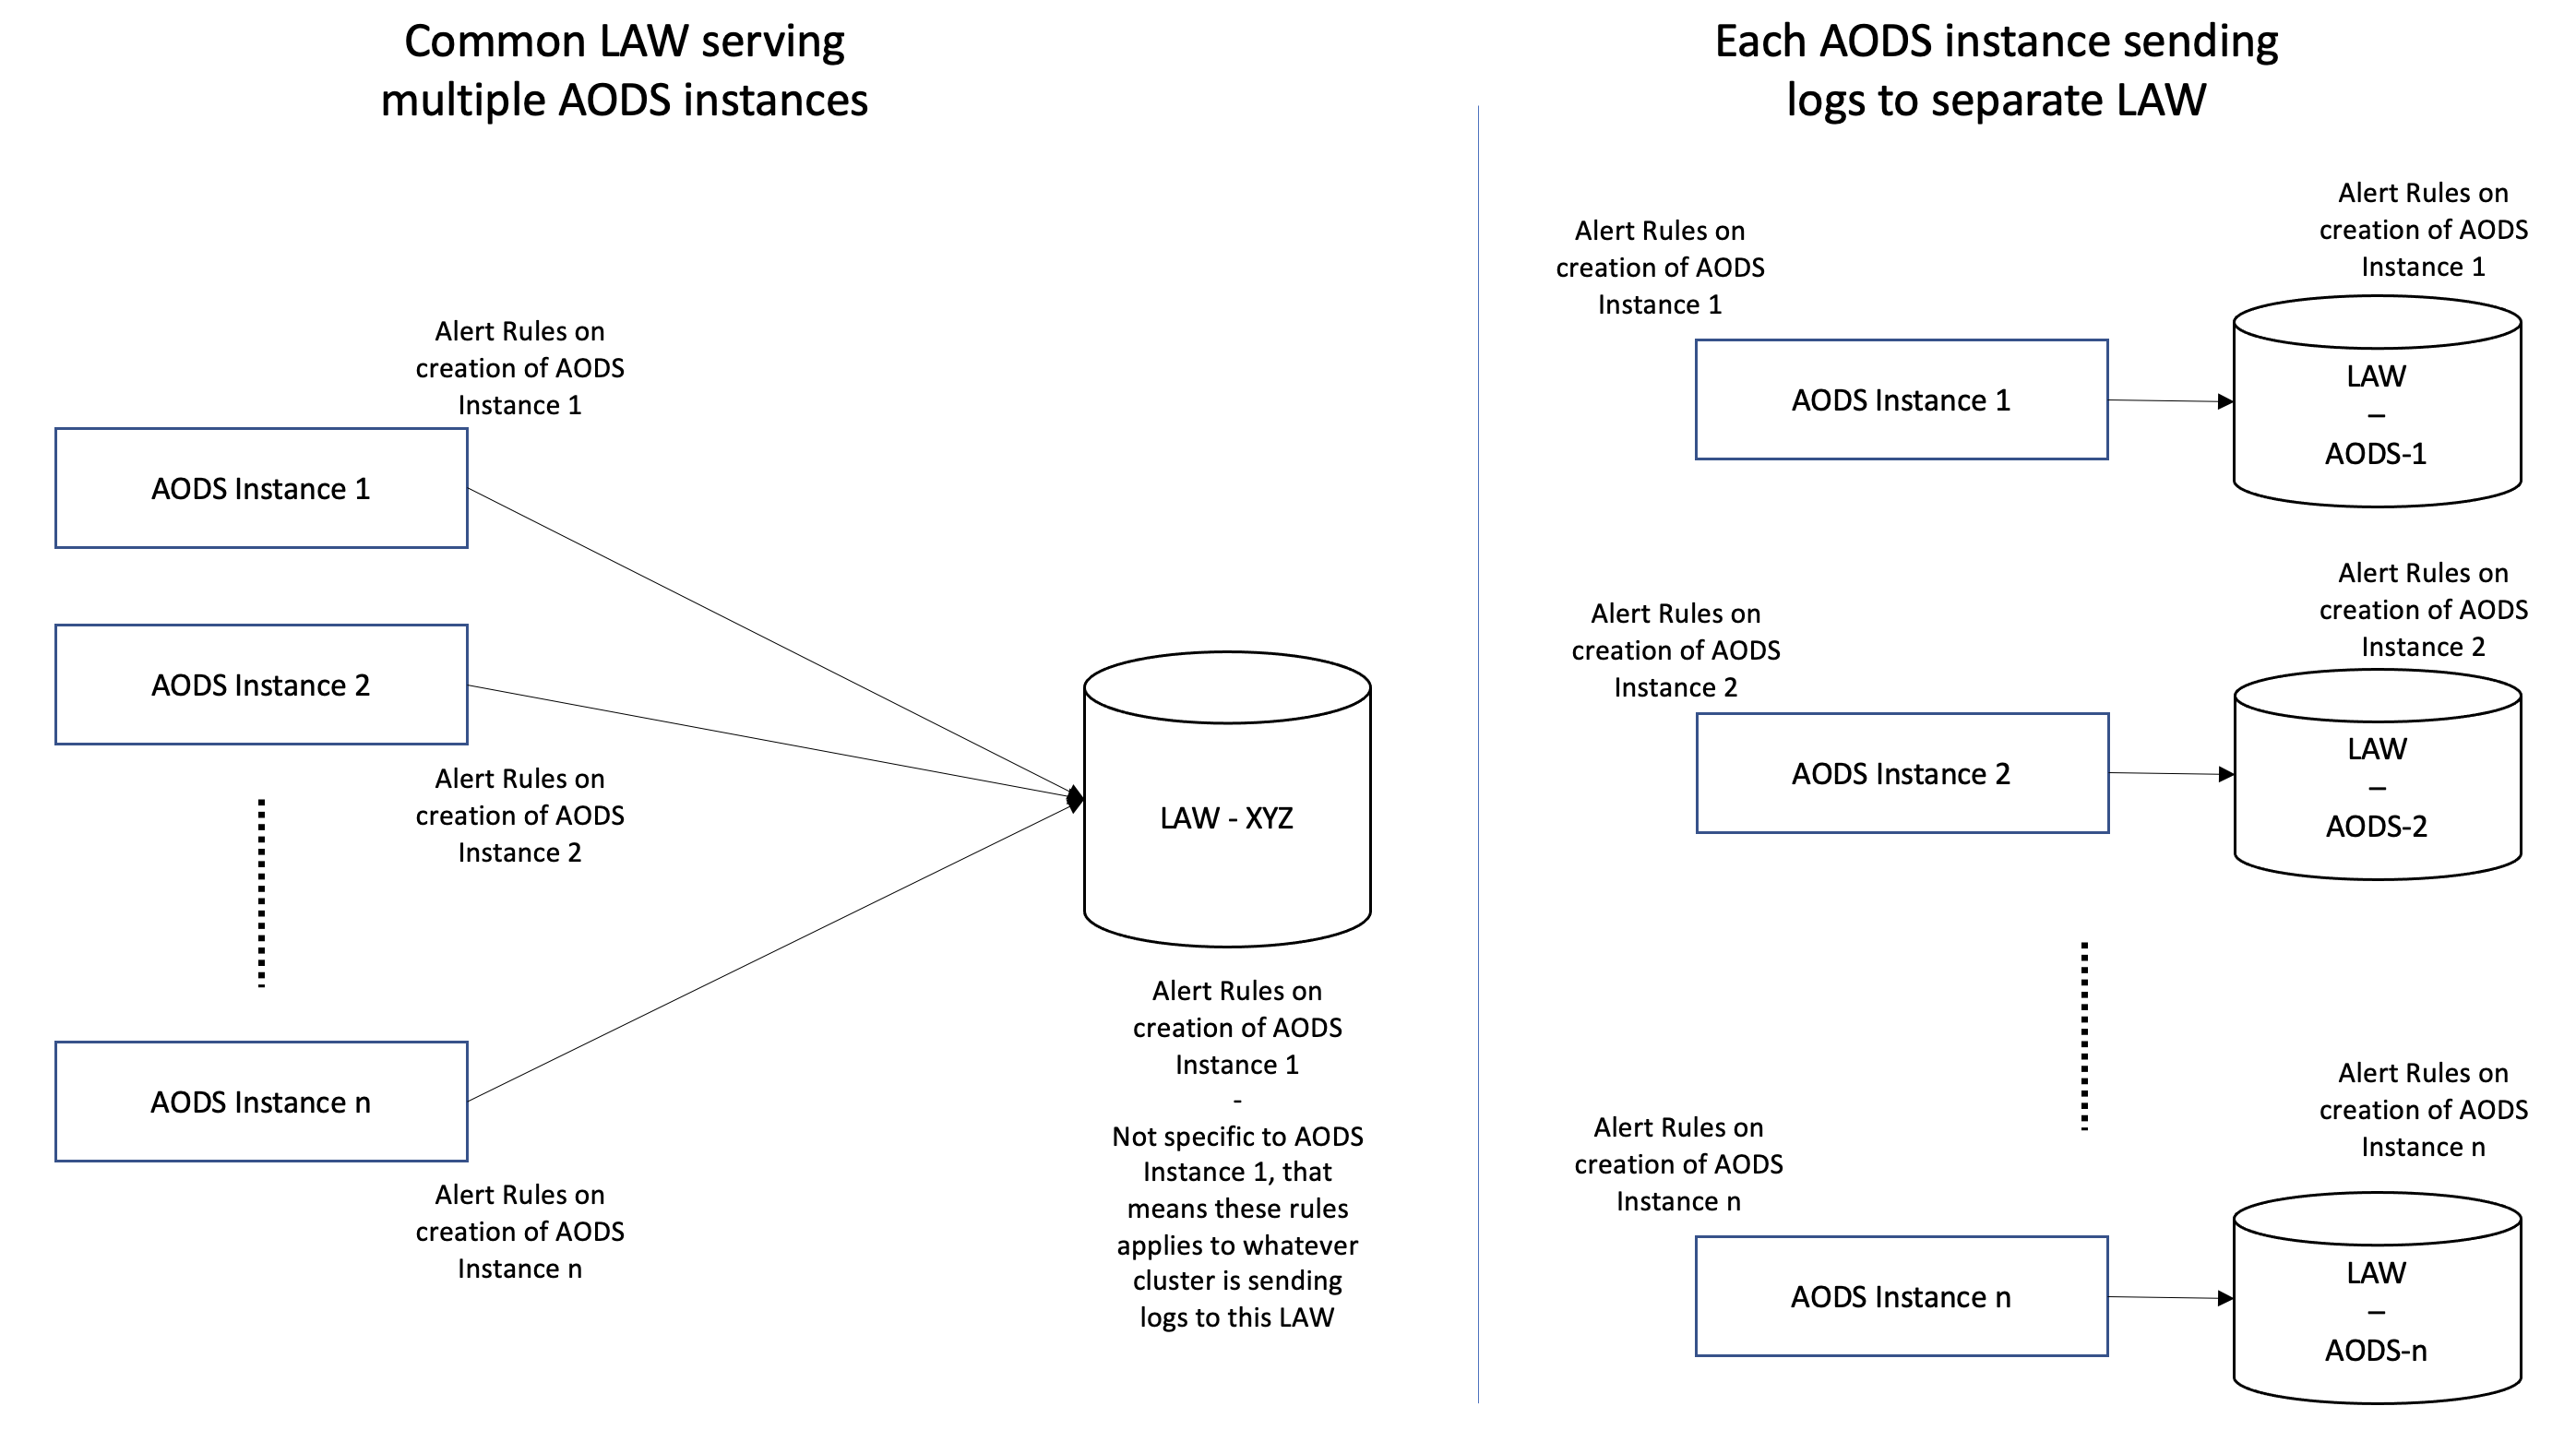 Common LAW serving
multiple AODS instances
Alert Rules on
creation of AODS
Instance 1
AODS Instance 1
AODS Instance 2
Alert Rules on
creation of AODS
Instance 2
AODS Instance n
Alert Rules on
creation of AODS
Instance n
LAW - XYZ
Alert Rules on
creation of AODS
Instance 1
-
Not specific to AODS
Instance 1, that
means these rules
applies to whatever
cluster is sending
logs to this LAW
Each AODS instance sending
logs to separate LAW
Alert Rules on
creation of AODS
Instance 1
AODS Instance 1
Alert Rules on
creation of AODS
Instance 1
LAW
–
AODS-1
Alert Rules on
creation of AODS
Instance 2
AODS Instance 2
Alert Rules on
creation of AODS
Instance 2
LAW
–
AODS-2
Alert Rules on
creation of AODS
Instance n
AODS Instance n
Alert Rules on
creation of AODS
Instance n
LAW
–
AODS-n